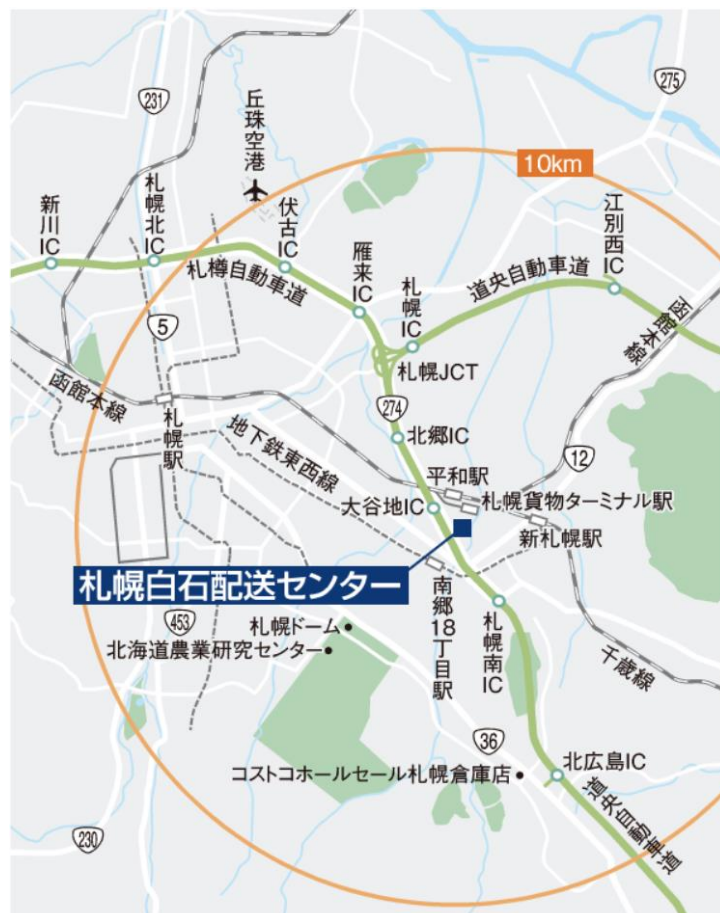 231
275
丘珠空港
10km
新川IC
札幌北IC
伏古IC
雁来IC
江別西IC
札樽自動車道
道央自動車道
札幌IC
函館本線
5
札幌JCT
函館本線
札幌駅
274
地下鉄東西線
北郷IC
12
平和駅
大谷地IC
札幌貨物ターミナル駅
新札幌駅
札幌白石配送センター
南郷18丁目駅
453
札幌ドーム
北海道農業研究センター
札幌南IC
千歳線
36
北広島IC
コストコホールセール札幌倉庫店
道央自動車道
230